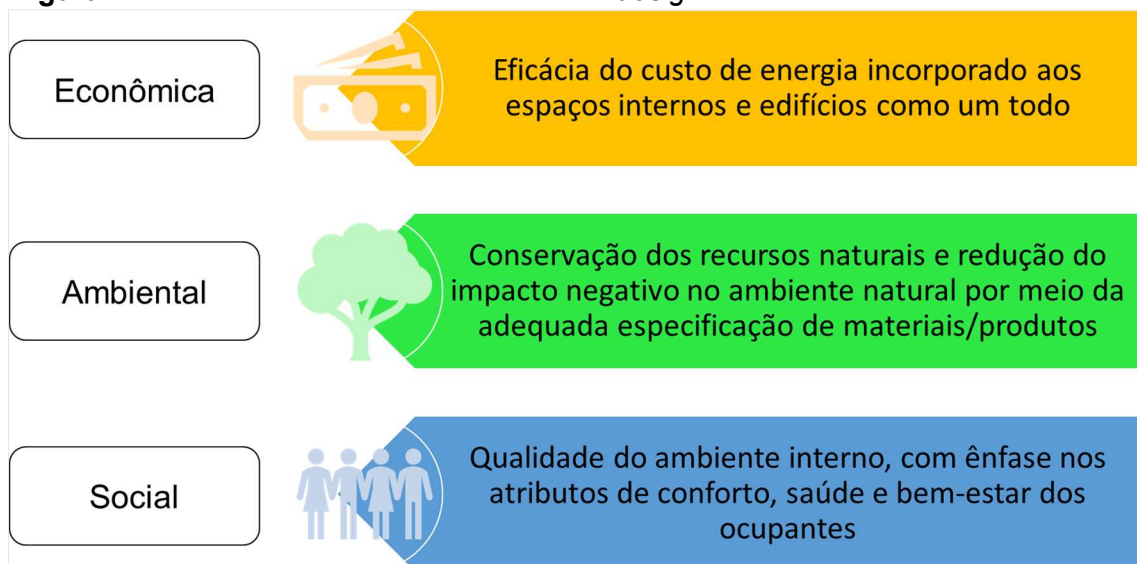 Econômica
Eficácia do custo de energia incorporado aos
espaços internos e edifícios como um todo
Ambiental
Conservação dos recursos naturais e redução do
impacto negativo no ambiente natural por meio da
adequada especificação de materiais/produtos
Social
Qualidade do ambiente interno, com ênfase nos
atributos de conforto, saúde e bem-estar dos
ocupantes